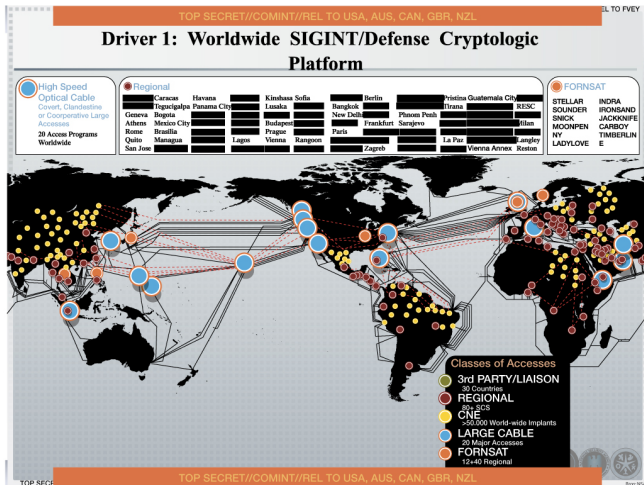 TOP SECRET//COMINT//REL TO USA, AUS, CAN, GBR, NZL
EL TO FVEY
Driver 1: Worldwide SIGINT/Defense Cryptologic
Platform
High Speed
Optical Cable
Covert, Clandestine
or Coorperative Large
Accesses
20 Access Programs
Worldwide
Regional
Caracas Havana Kinshasa Sofia Berlin Pristina Guatemala City
Tegucigalpa Panama City Lusaka Bangkok Tirana RESC
Geneva Bogota New Delhi Phnom Penh
Athens Mexico City Budapest Frankfurt Sarajevo Milan
Rome Brasilia Prague Paris
Quito Managua Lagos Vienna Rangoon La Paz Langley
San Jose Zagreb Vienna Annex Reston
FORNSAT
STELLAR INDRA
SOUNDER IRONSAND
SNICK JACKKNIFE
MOONPEN CARBOY
NY TIMBERLIN
LADYLOVE E
Classes of Accesses
3rd PARTY/LIAISON
30 Countries
REGIONAL
80+ SCS
CNE
>50.000 World-wide Implants
LARGE CABLE
20 Major Accesses
FORNSAT
12+40 Regional
TOP SECRET//COMINT//REL TO USA, AUS, CAN, GBR, NZL